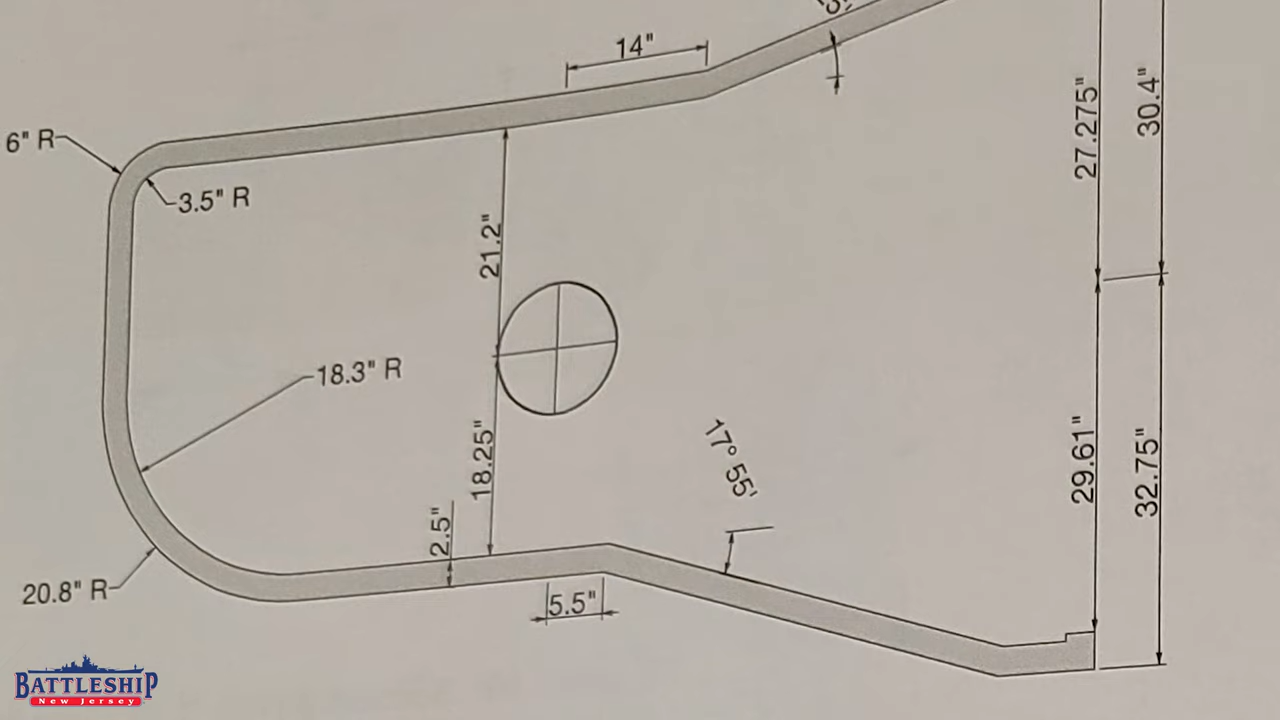 14"
6" R
3.5" R
27.275"
30.4"
21.2"
18.3" R
18.25"
17° 55'
29.61"
32.75"
2.5"
20.8" R
5.5"
BATTLESHIP
New Jersey